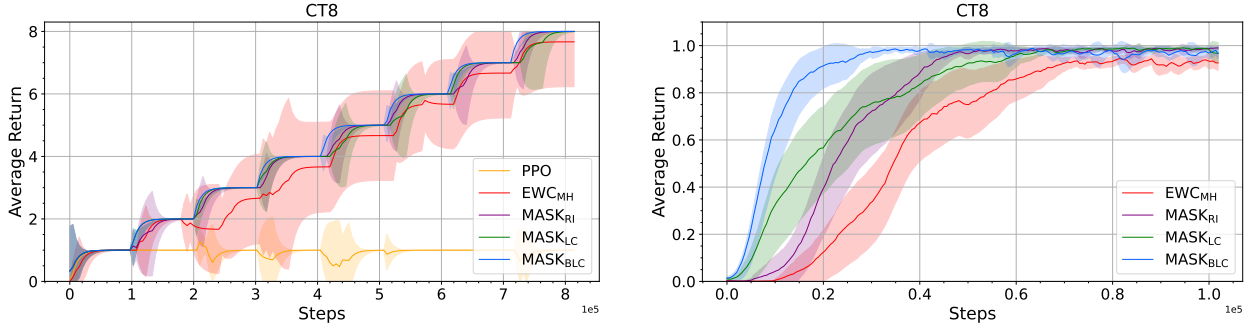 CT8
Average Return
8
6
4
2
0
0
1
2
3
4
5
6
7
8
1e5
Steps
PPO
EWC_MH
MASK_RI
MASK_LC
MASK_BLC
CT8
Average Return
1.0
0.8
0.6
0.4
0.2
0.0
0.0
0.2
0.4
0.6
0.8
1.0
1e5
Steps
EWC_MH
MASK_RI
MASK_LC
MASK_BLC